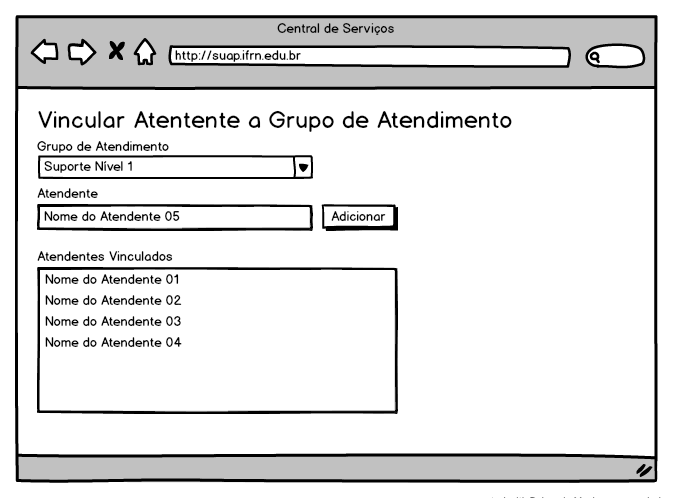 Central de Serviços
http://suap.ifrn.edu.br
Vincular Atentente a Grupo de Atendimento
Grupo de Atendimento
Suporte Nível 1
Atendente
Nome do Atendente 05
Adicionar
Atendentes Vinculados
Nome do Atendente 01
Nome do Atendente 02
Nome do Atendente 03
Nome do Atendente 04